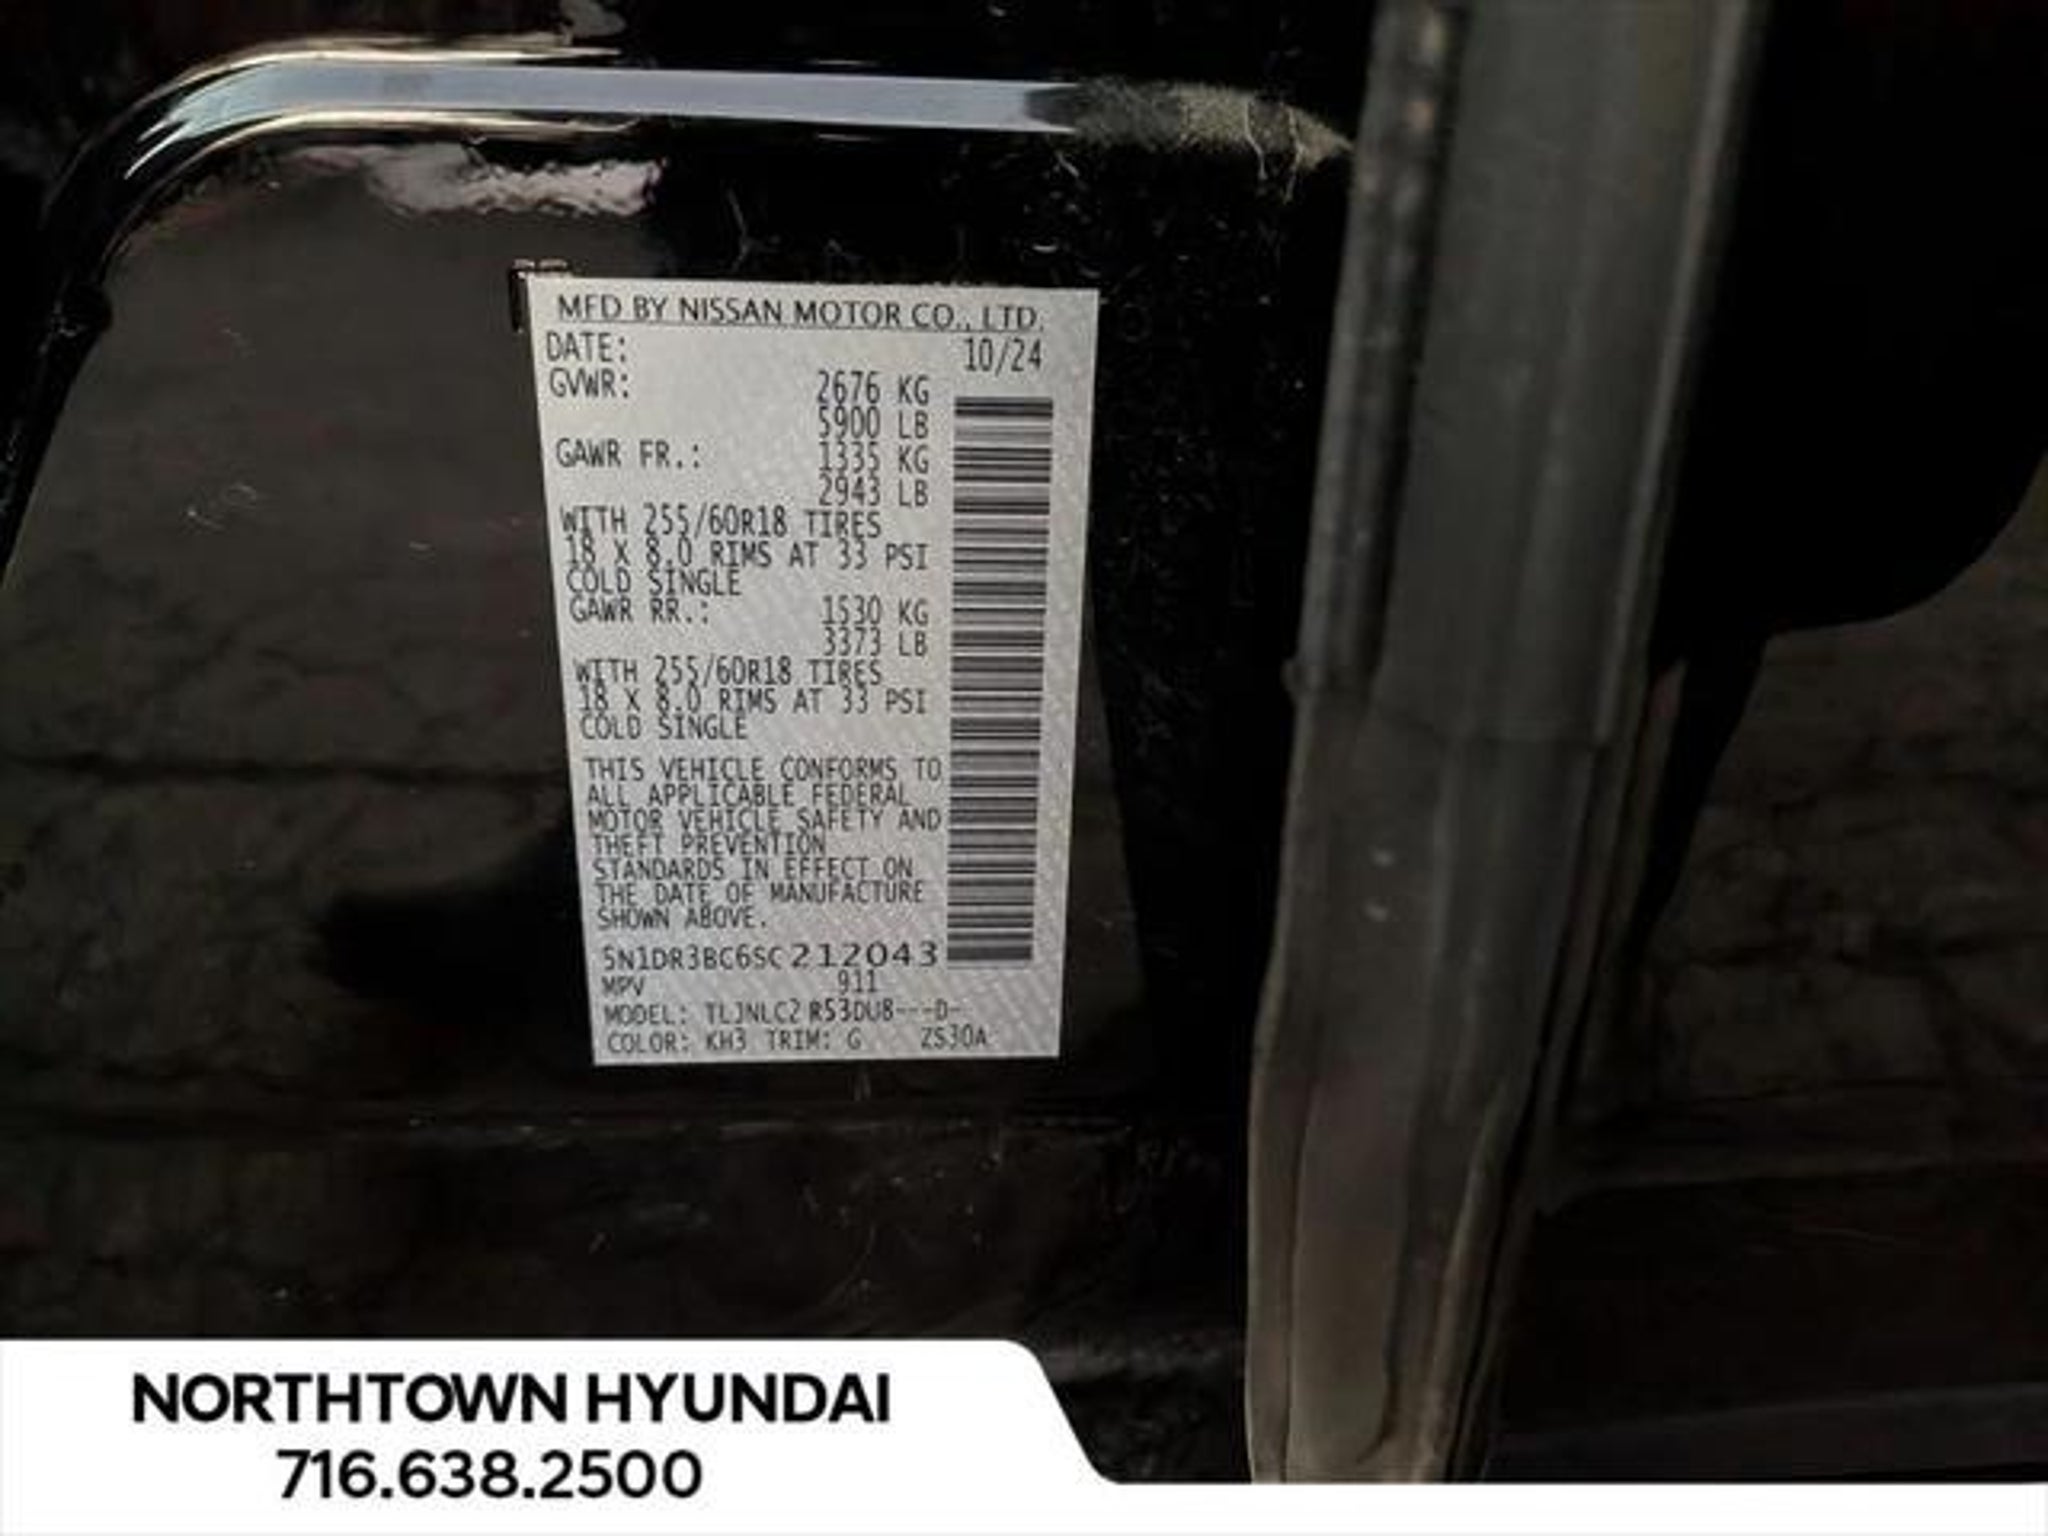 MFD BY NISSAN MOTOR CO., LTD.
DATE: 10/24
GVWR: 2676 KG
5900 LB
GAWR FR.: 1335 KG
2943 LB
WITH 255/60R18 TIRES
18 X 8.0 RIMS AT 33 PSI
COLD SINGLE
GAWR RR.: 1530 KG
3373 LB
WITH 255/60R18 TIRES
18 X 8.0 RIMS AT 33 PSI
COLD SINGLE
THIS VEHICLE CONFORMS TO
ALL APPLICABLE FEDERAL
MOTOR VEHICLE SAFETY AND
THEFT PREVENTION
STANDARDS IN EFFECT ON
THE DATE OF MANUFACTURE
SHOWN ABOVE.
5N1DR3BC6SC212043
MPV 911
MODEL: TLJNLC2 R53DU8---D-
COLOR: KH3 TRIM: G ZS30A
NORTHTOWN HYUNDAI
716.638.2500